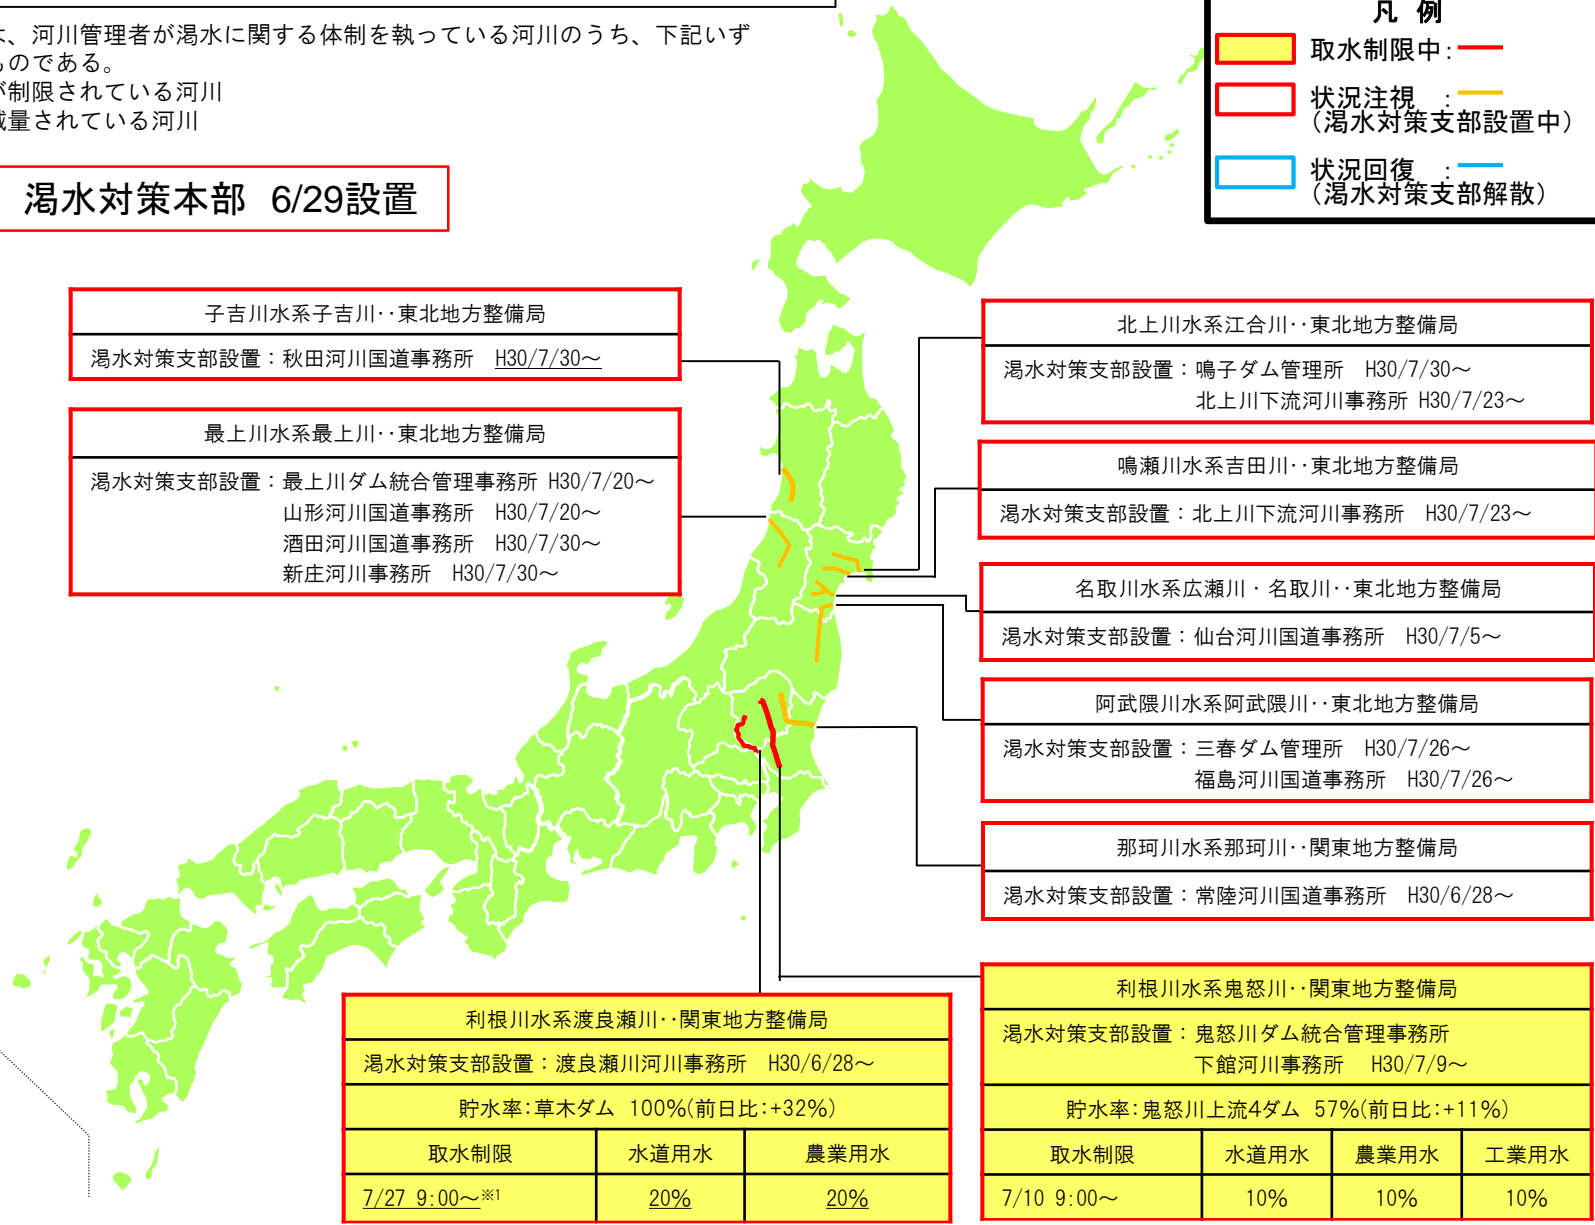 は、河川管理者が渇水に関する体制を執っている河川のうち、下記いず
ものである。
が制限されている河川
減量されている河川
渇水対策本部 6/29設置
凡 例
取水制限中:
状況注視 :
(渇水対策支部設置中)
状況回復 :
(渇水対策支部解散)
子吉川水系子吉川‥東北地方整備局
渇水対策支部設置：秋田河川国道事務所 H30/7/30～
最上川水系最上川‥東北地方整備局
渇水対策支部設置：最上川ダム統合管理事務所 H30/7/20～
山形河川国道事務所 H30/7/20～
酒田河川国道事務所 H30/7/30～
新庄河川事務所 H30/7/30～
北上川水系江合川‥東北地方整備局
渇水対策支部設置：鳴子ダム管理所 H30/7/30～
北上川下流河川事務所 H30/7/23～
鳴瀬川水系吉田川‥東北地方整備局
渇水対策支部設置：北上川下流河川事務所 H30/7/23～
名取川水系広瀬川・名取川‥東北地方整備局
渇水対策支部設置：仙台河川国道事務所 H30/7/5～
阿武隈川水系阿武隈川‥東北地方整備局
渇水対策支部設置：三春ダム管理所 H30/7/26～
福島河川国道事務所 H30/7/26～
那珂川水系那珂川‥関東地方整備局
渇水対策支部設置：常陸河川国道事務所 H30/6/28～
利根川水系渡良瀬川‥関東地方整備局
渇水対策支部設置：渡良瀬川河川事務所 H30/6/28～
貯水率:草木ダム 100%(前日比:+32%)
取水制限 水道用水 農業用水
7/27 9:00～※1 20% 20%
利根川水系鬼怒川‥関東地方整備局
渇水対策支部設置：鬼怒川ダム統合管理事務所
下館河川事務所 H30/7/9～
貯水率:鬼怒川上流4ダム 57%(前日比:+11%)
取水制限 水道用水 農業用水 工業用水
7/10 9:00～ 10% 10% 10%